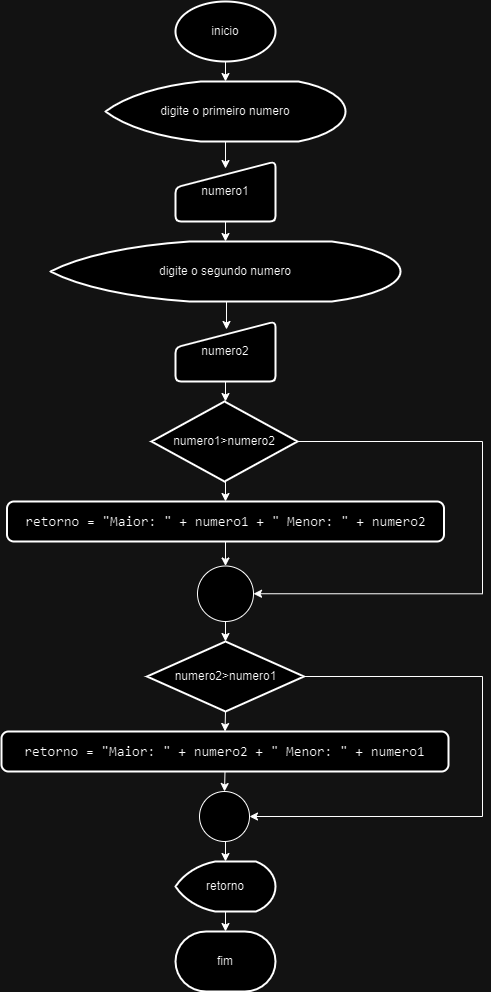 inicio
digite o primeiro numero
numero1
digite o segundo numero
numero2
numero1>numero2
retorno = "Maior: " + numero1 + " Menor: " + numero2
numero2>numero1
retorno = "Maior: " + numero2 + " Menor: " + numero1
retorno
fim